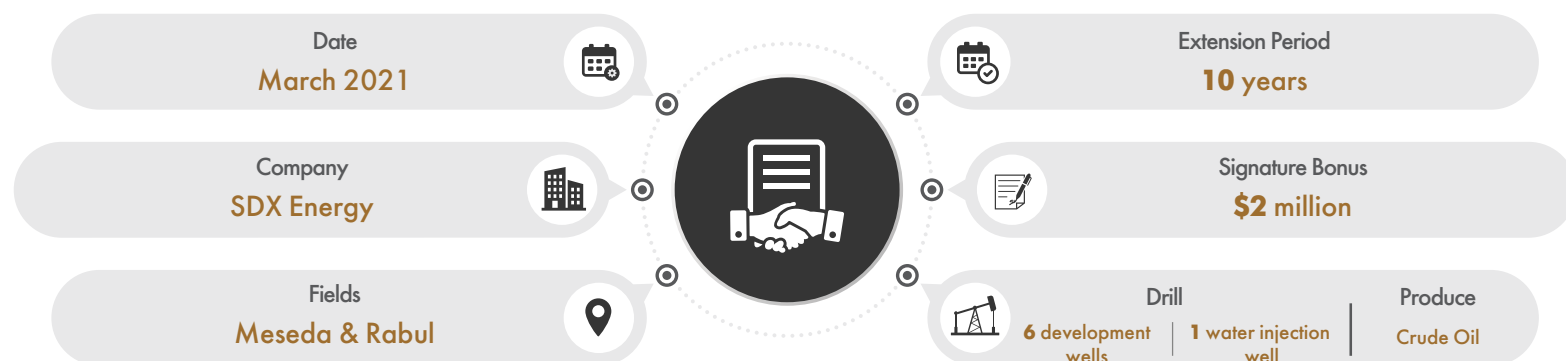 Date
March 2021
Company
SDX Energy
Fields
Meseda & Rabul
Extension Period
10 years
Signature Bonus
$2 million
Drill
6 development
wells
1 water injection
well
Produce
Crude Oil